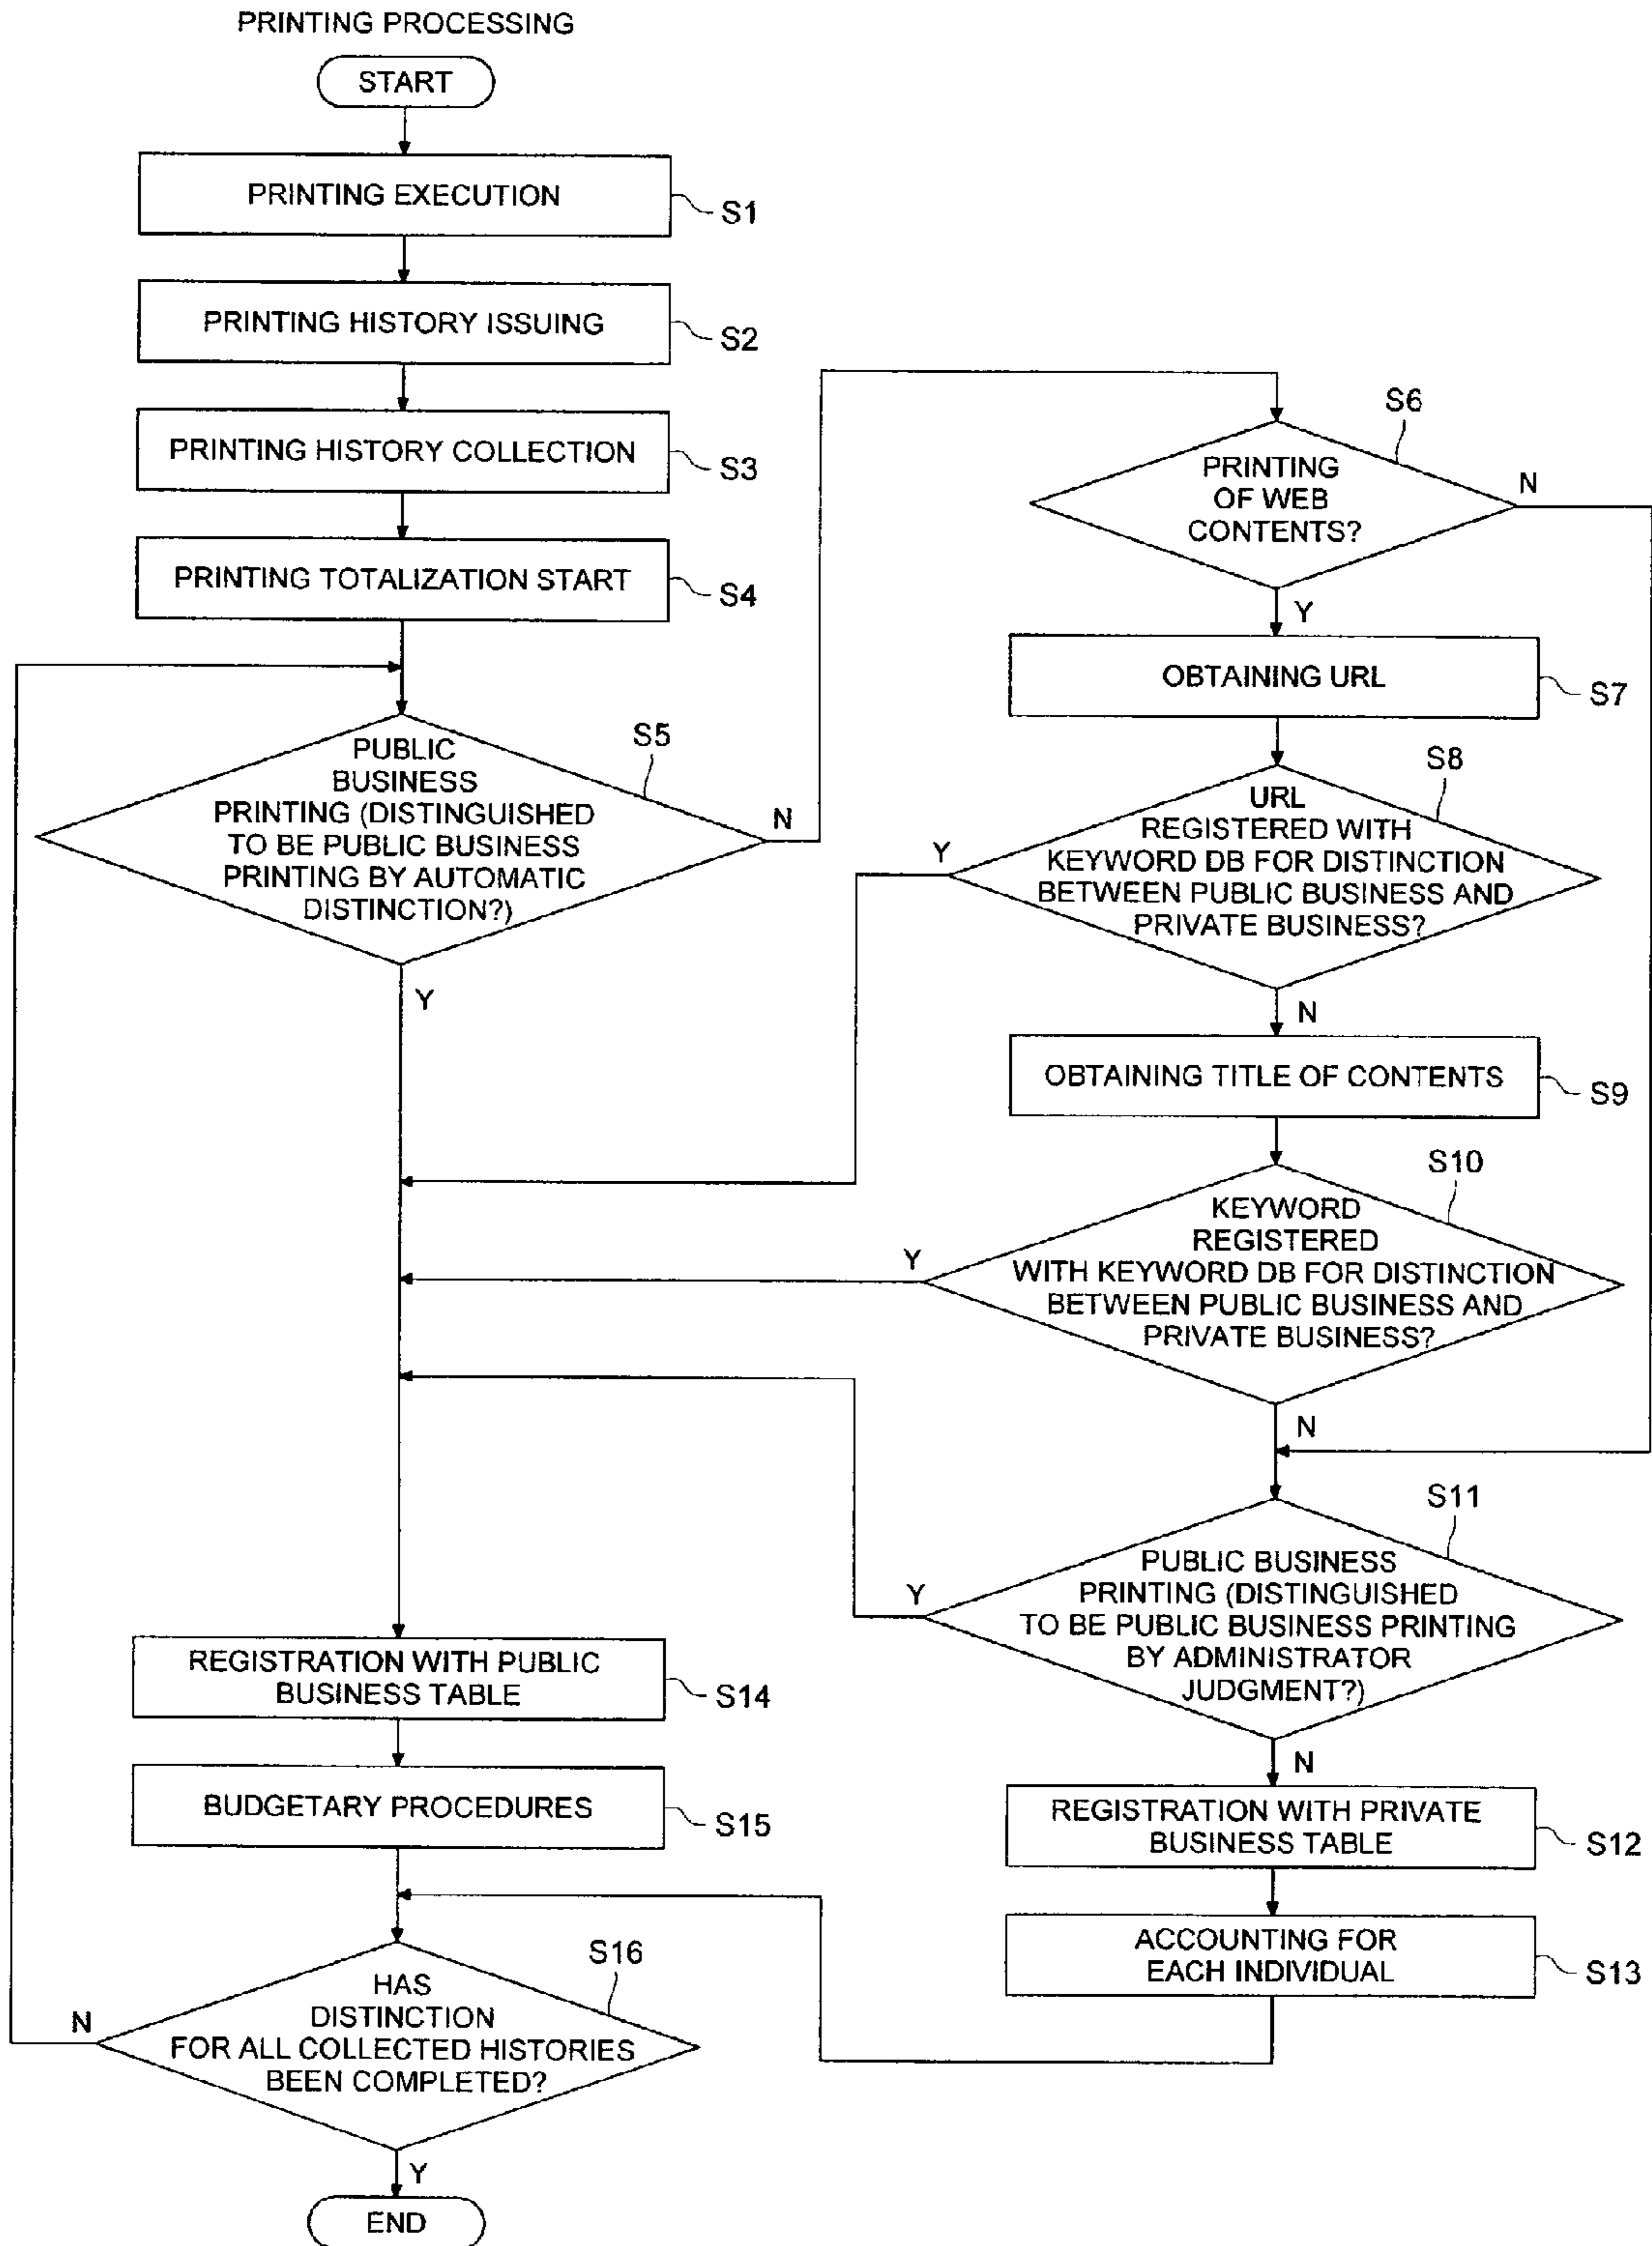 PRINTING PROCESSING
START
PRINTING EXECUTION
S1
PRINTING HISTORY ISSUING
S2
PRINTING HISTORY COLLECTION
S3
PRINTING TOTALIZATION START
S4
PUBLIC
BUSINESS
PRINTING (DISTINGUISHED
TO BE PUBLIC BUSINESS
PRINTING BY AUTOMATIC
DISTINCTION?)
S5
N
Y
S6
PRINTING
OF WEB
CONTENTS?
N
Y
OBTAINING URL
S7
S8
URL
REGISTERED WITH
KEYWORD DB FOR DISTINCTION
BETWEEN PUBLIC BUSINESS AND
PRIVATE BUSINESS?
Y
N
OBTAINING TITLE OF CONTENTS
S9
S10
KEYWORD
REGISTERED
WITH KEYWORD DB FOR DISTINCTION
BETWEEN PUBLIC BUSINESS AND
PRIVATE BUSINESS?
Y
N
S11
PUBLIC BUSINESS
PRINTING (DISTINGUISHED
TO BE PUBLIC BUSINESS PRINTING
BY ADMINISTRATOR
JUDGMENT?)
Y
N
REGISTRATION WITH PRIVATE
BUSINESS TABLE
S12
ACCOUNTING FOR
EACH INDIVIDUAL
S13
REGISTRATION WITH PUBLIC
BUSINESS TABLE
S14
BUDGETARY PROCEDURES
S15
S16
HAS
DISTINCTION
FOR ALL COLLECTED HISTORIES
BEEN COMPLETED?
N
Y
END